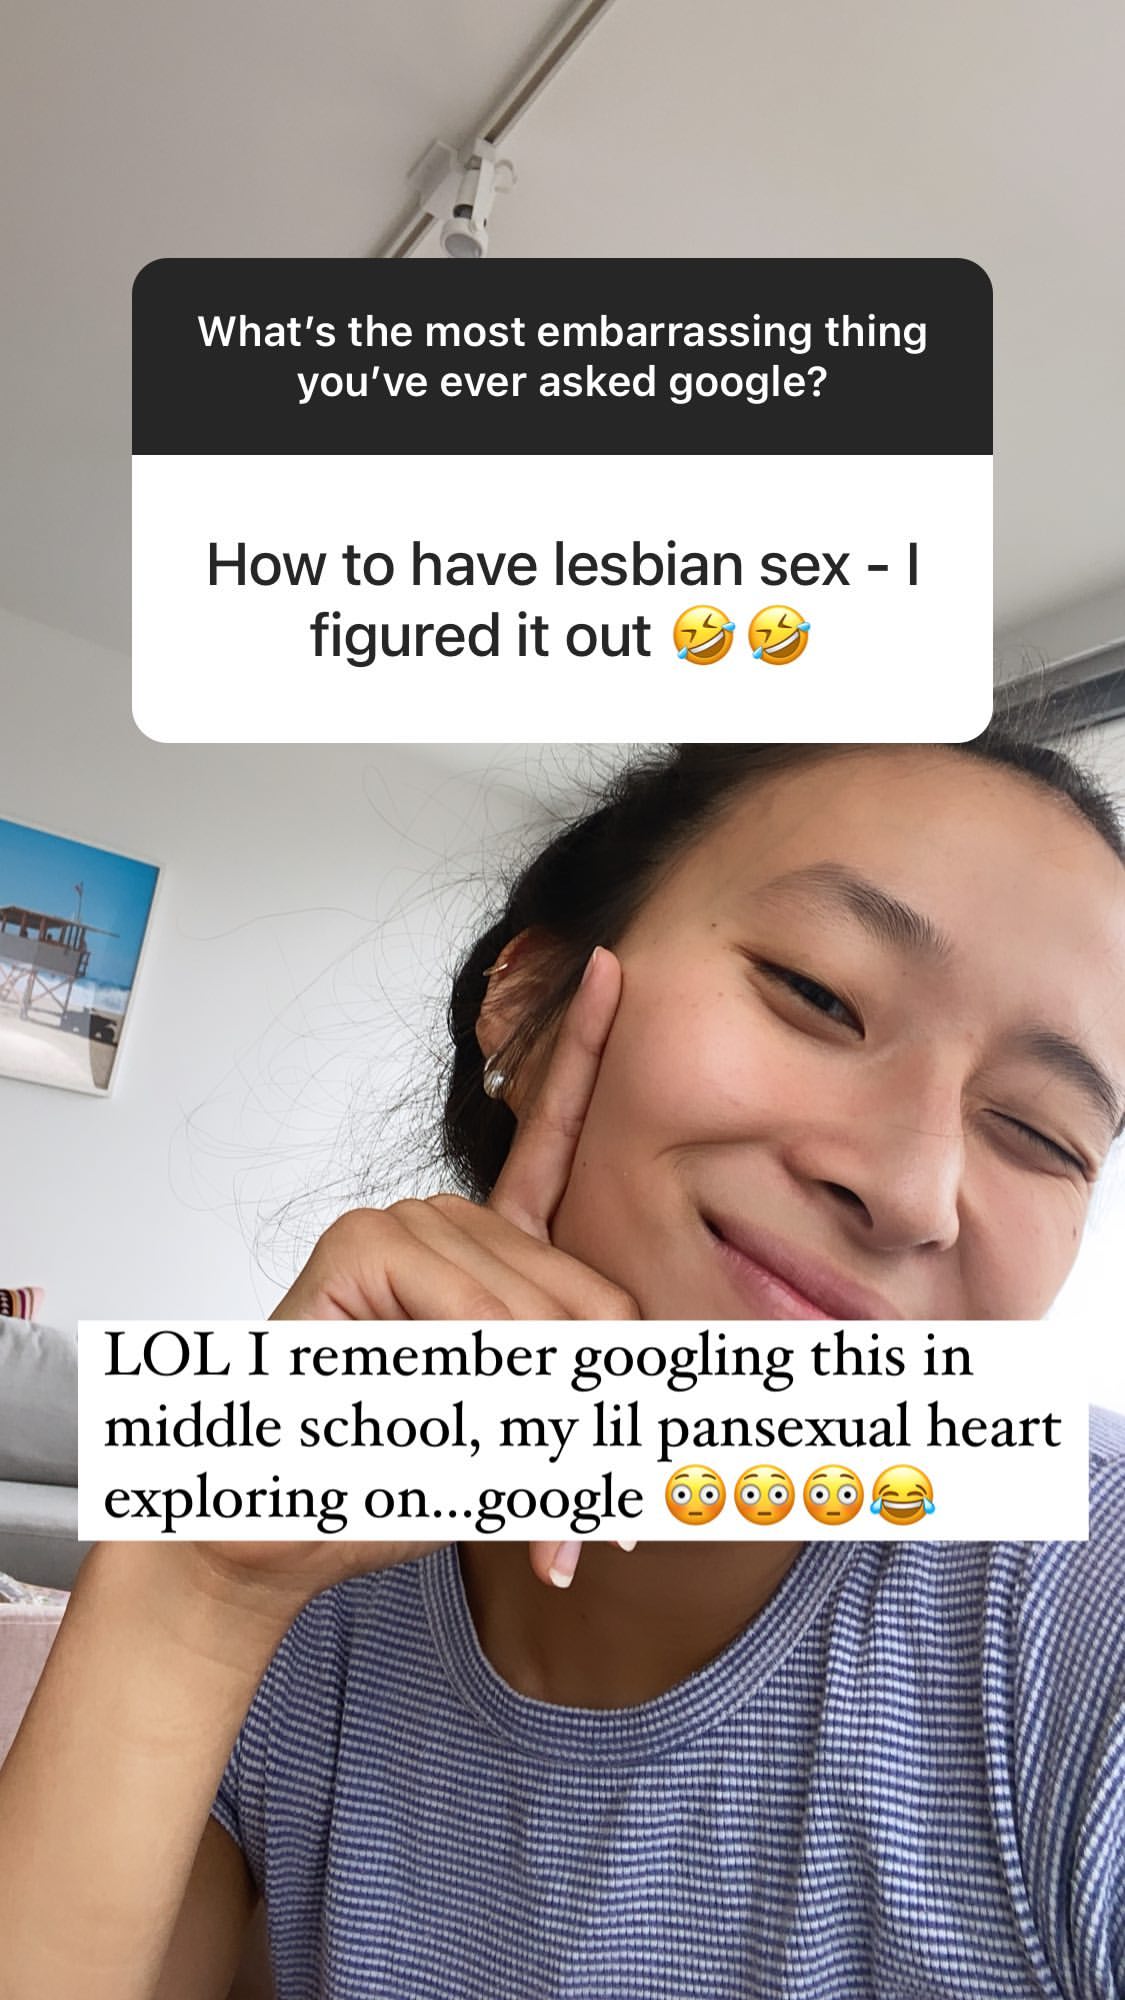 What’s the most embarrassing thing
you’ve ever asked google?
How to have lesbian sex - I
figured it out 🤣🤣
LOL I remember googling this in
middle school, my lil pansexual heart
exploring on...google 😳😳😳😂